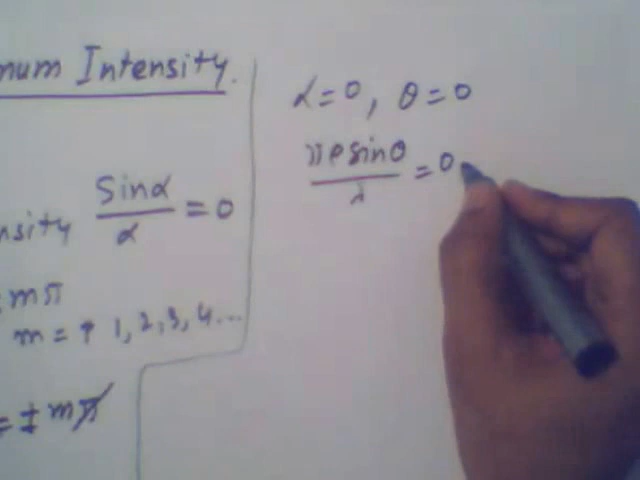 num Intensity.
nsity sinα/α = 0
mπ
m = 1, 2, 3, 4...
= ± mπ
α = 0, θ = 0
πe sinθ/λ = 0